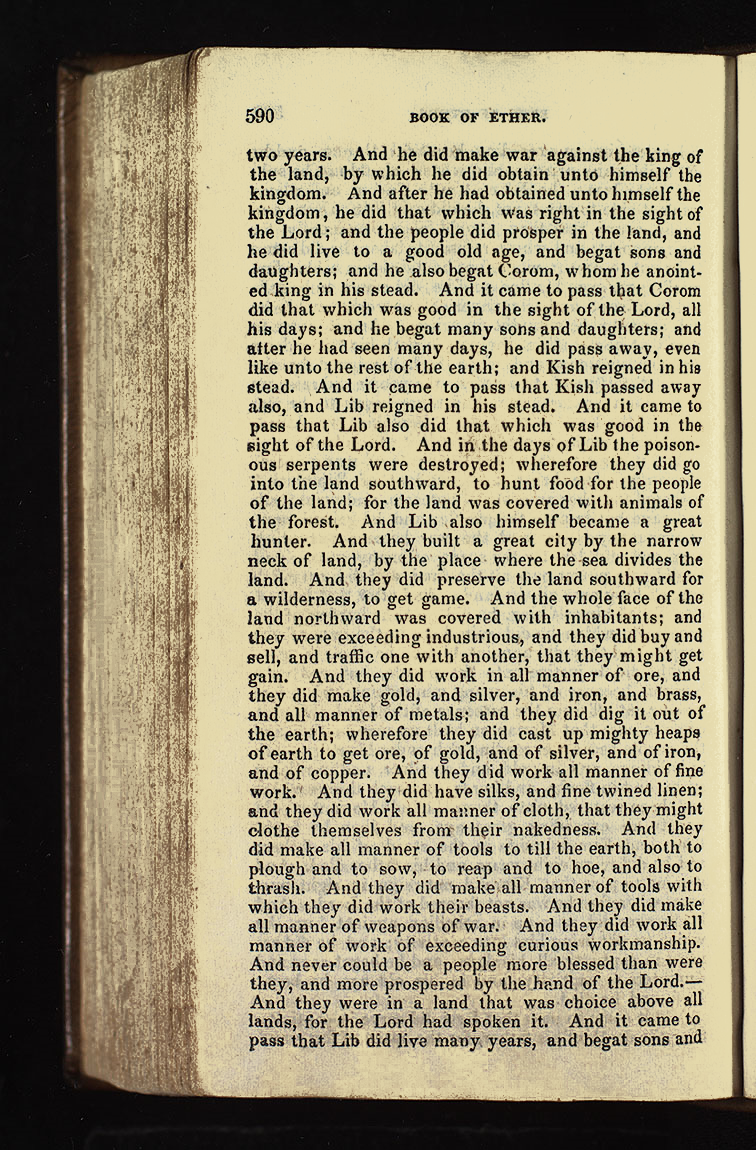 590 BOOK OF ETHER.
two years. And he did make war against the king of
the land, by which he did obtain unto himself the
kingdom. And after he had obtained unto himself the
kingdom, he did that which was right in the sight of
the Lord; and the people did prosper in the land, and
he did live to a good old age, and begat sons and
daughters; and he also begat Corom, whom he anoint-
ed king in his stead. And it came to pass that Corom
did that which was good in the sight of the Lord, all
his days; and he begat many sons and daughters; and
after he had seen many days, he did pass away, even
like unto the rest of the earth; and Kish reigned in his
stead. And it came to pass that Kish passed away
also, and Lib reigned in his stead. And it came to
pass that Lib also did that which was good in the
sight of the Lord. And in the days of Lib the poison-
ous serpents were destroyed; wherefore they did go
into the land southward, to hunt food for the people
of the land; for the land was covered with animals of
the forest. And Lib also himself became a great
hunter. And they built a great city by the narrow
neck of land, by the place where the sea divides the
land. And they did preserve the land southward for
a wilderness, to get game. And the whole face of the
land northward was covered with inhabitants; and
they were exceeding industrious, and they did buy and
sell, and traffic one with another, that they might get
gain. And they did work in all manner of ore, and
they did make gold, and silver, and iron, and brass,
and all manner of metals; and they did dig it out of
the earth; wherefore they did cast up mighty heaps
of earth to get ore, of gold, and of silver, and of iron,
and of copper. And they did work all manner of fine
work. And they did have silks, and fine twined linen;
and they did work all manner of cloth, that they might
clothe themselves from their nakedness. And they
did make all manner of tools to till the earth, both to
plough and to sow, to reap and to hoe, and also to
thrash. And they did make all manner of tools with
which they did work their beasts. And they did make
all manner of weapons of war. And they did work all
manner of work of exceeding curious workmanship.
And never could be a people more blessed than were
they, and more prospered by the hand of the Lord.—
And they were in a land that was choice above all
lands, for the Lord had spoken it. And it came to
pass that Lib did live many years, and begat sons and